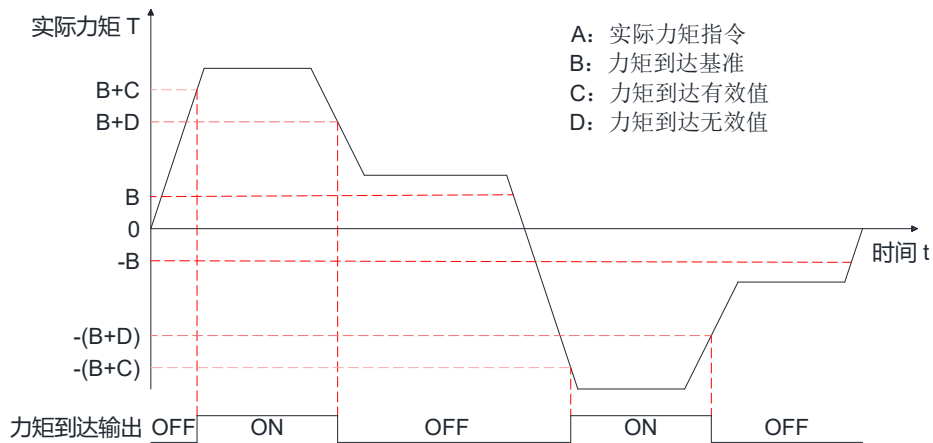 实际力矩 T
A：实际力矩指令
B：力矩到达基准
C：力矩到达有效值
D：力矩到达无效值
B+C
B+D
B
0
-B
时间 t
-(B+D)
-(B+C)
力矩到达输出 OFF ON OFF ON OFF